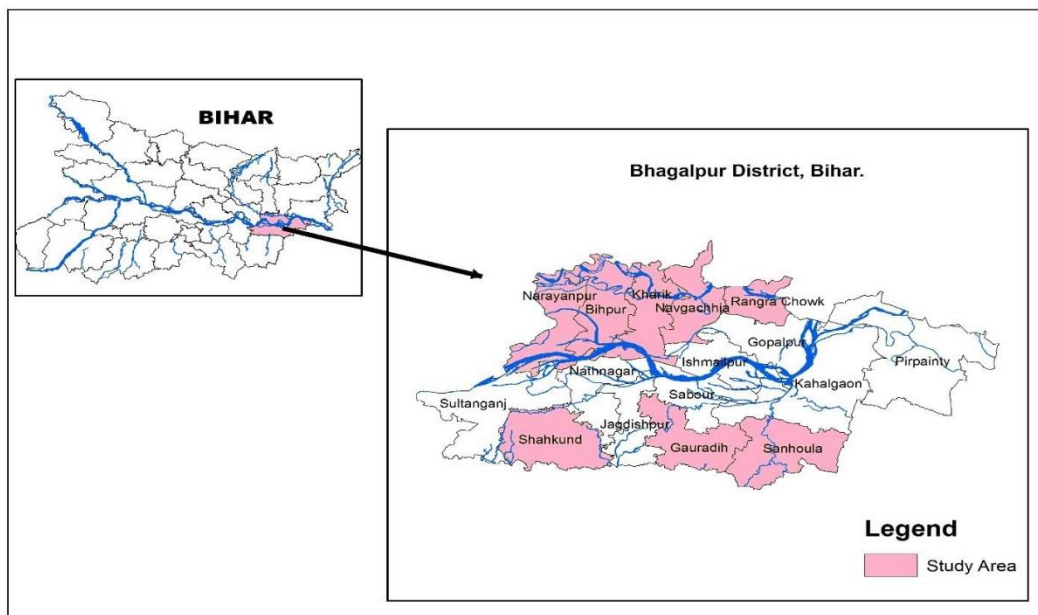 BIHAR
Bhagalpur District, Bihar.
Narayanpur
Bihpur
Kharik
Navgachhia
Rangra Chowk
Gopalpur
Ishmailpur
Pirpainty
Nathnagar
Kahalgaon
Sabour
Sultanganj
Jagdishpur
Shahkund
Gauradih
Sanhoula
Legend
Study Area